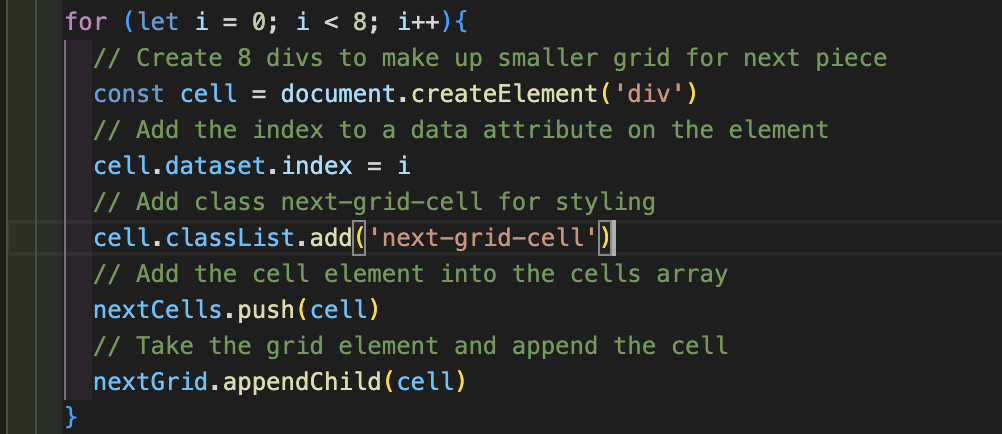 for (let i = 0; i < 8; i++){
// Create 8 divs to make up smaller grid for next piece
const cell = document.createElement('div')
// Add the index to a data attribute on the element
cell.dataset.index = i
// Add class next-grid-cell for styling
cell.classList.add('next-grid-cell')
// Add the cell element into the cells array
nextCells.push(cell)
// Take the grid element and append the cell
nextGrid.appendChild(cell)
}